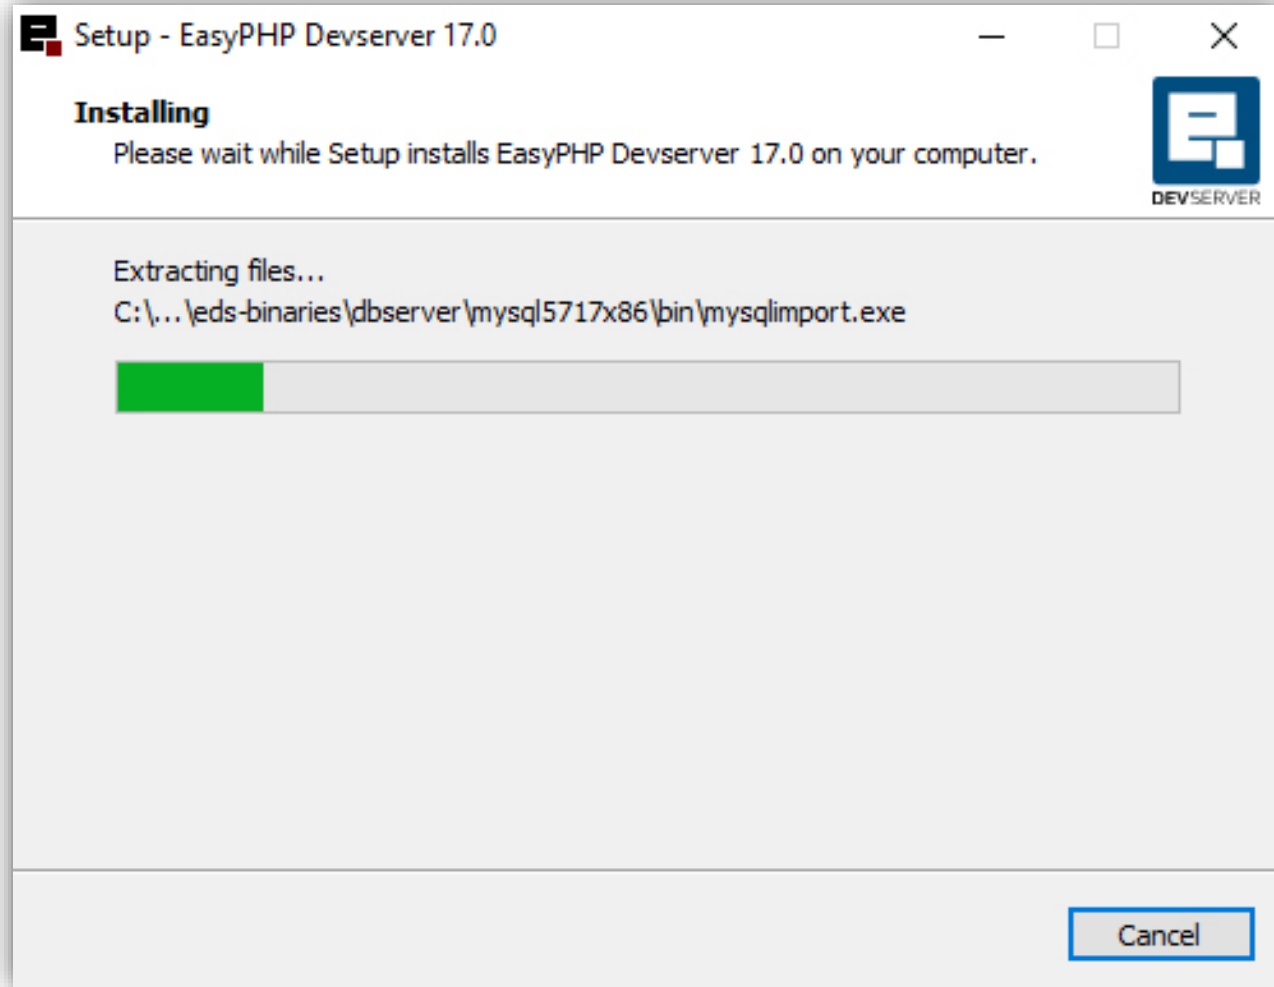 Setup - EasyPHP Devserver 17.0
Installing
Please wait while Setup installs EasyPHP Devserver 17.0 on your computer.
DEVSERVER
Extracting files...
C:\...\eds-binaries\dbserver\mysql5717x86\bin\mysqlimport.exe
Cancel